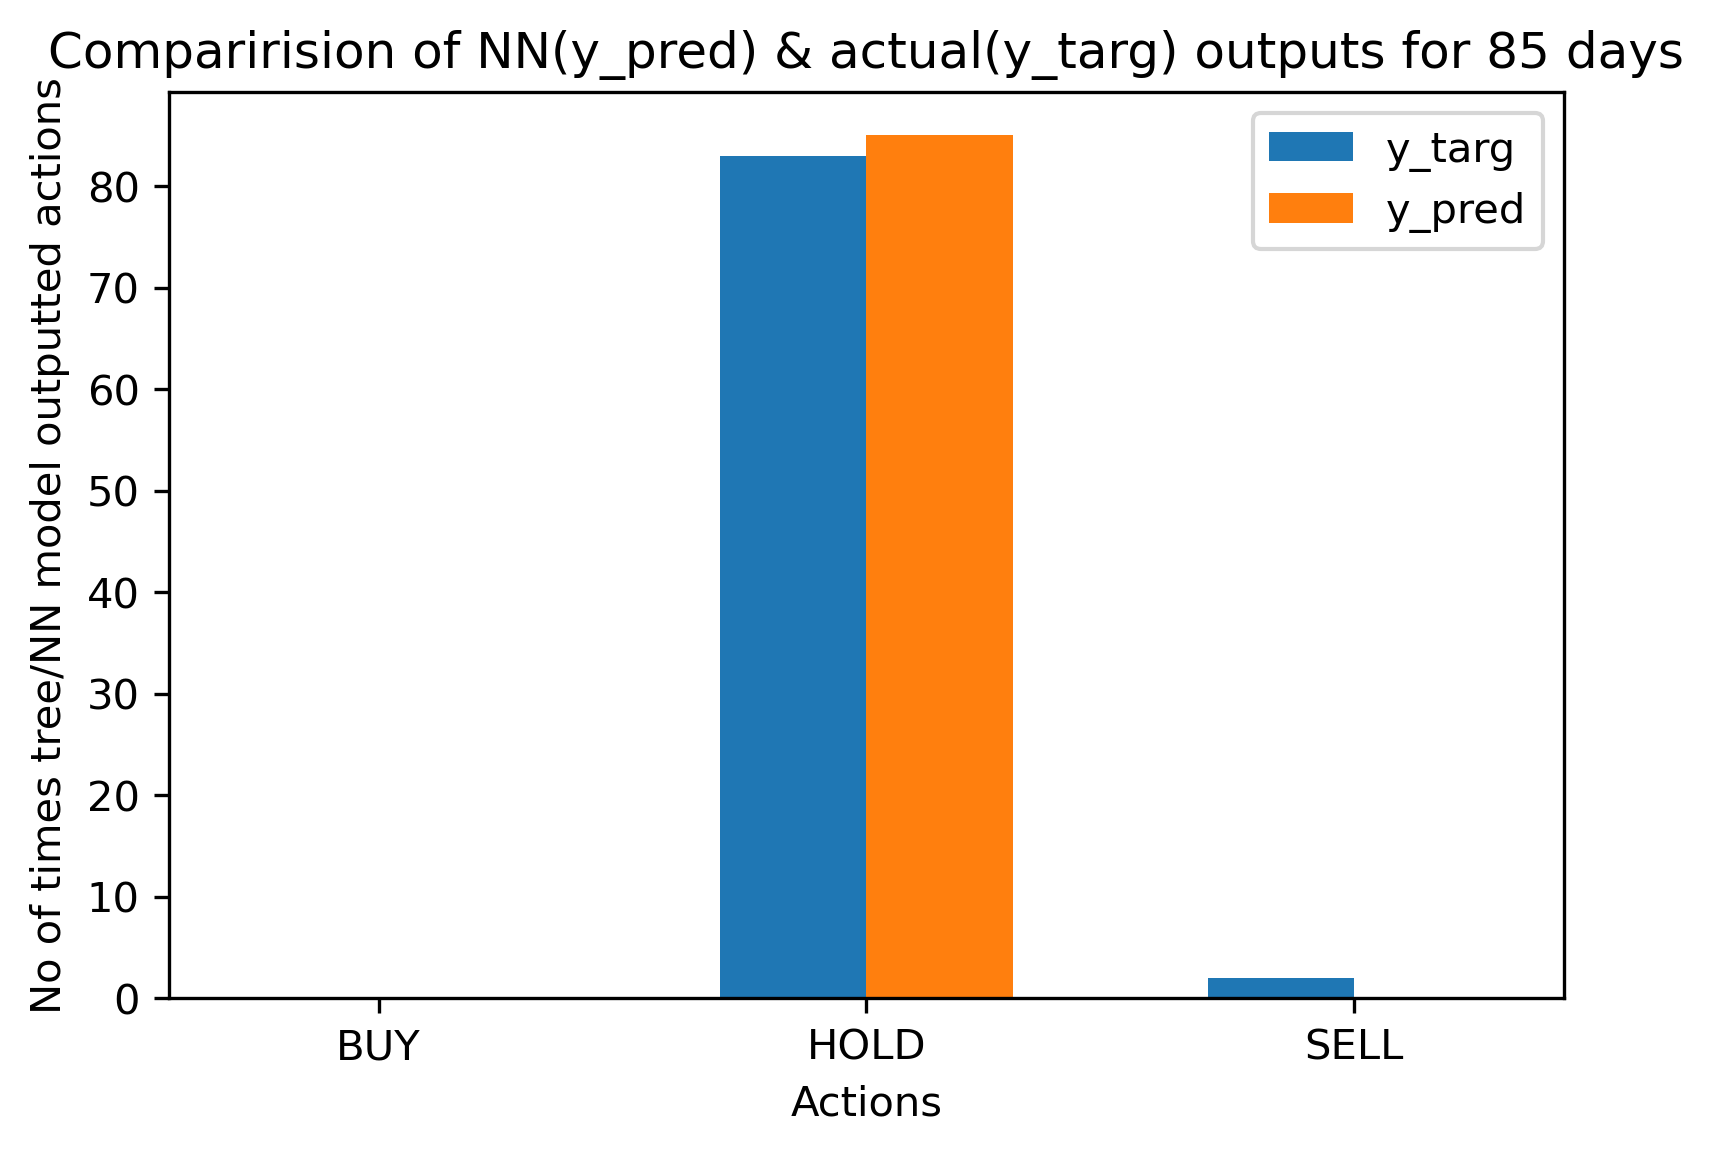 Comparirision of NN(y_pred) & actual(y_targ) outputs for 85 days
No of times tree/NN model outputted actions
80
70
60
50
40
30
20
10
0
y_targ
y_pred
BUY
HOLD
SELL
Actions